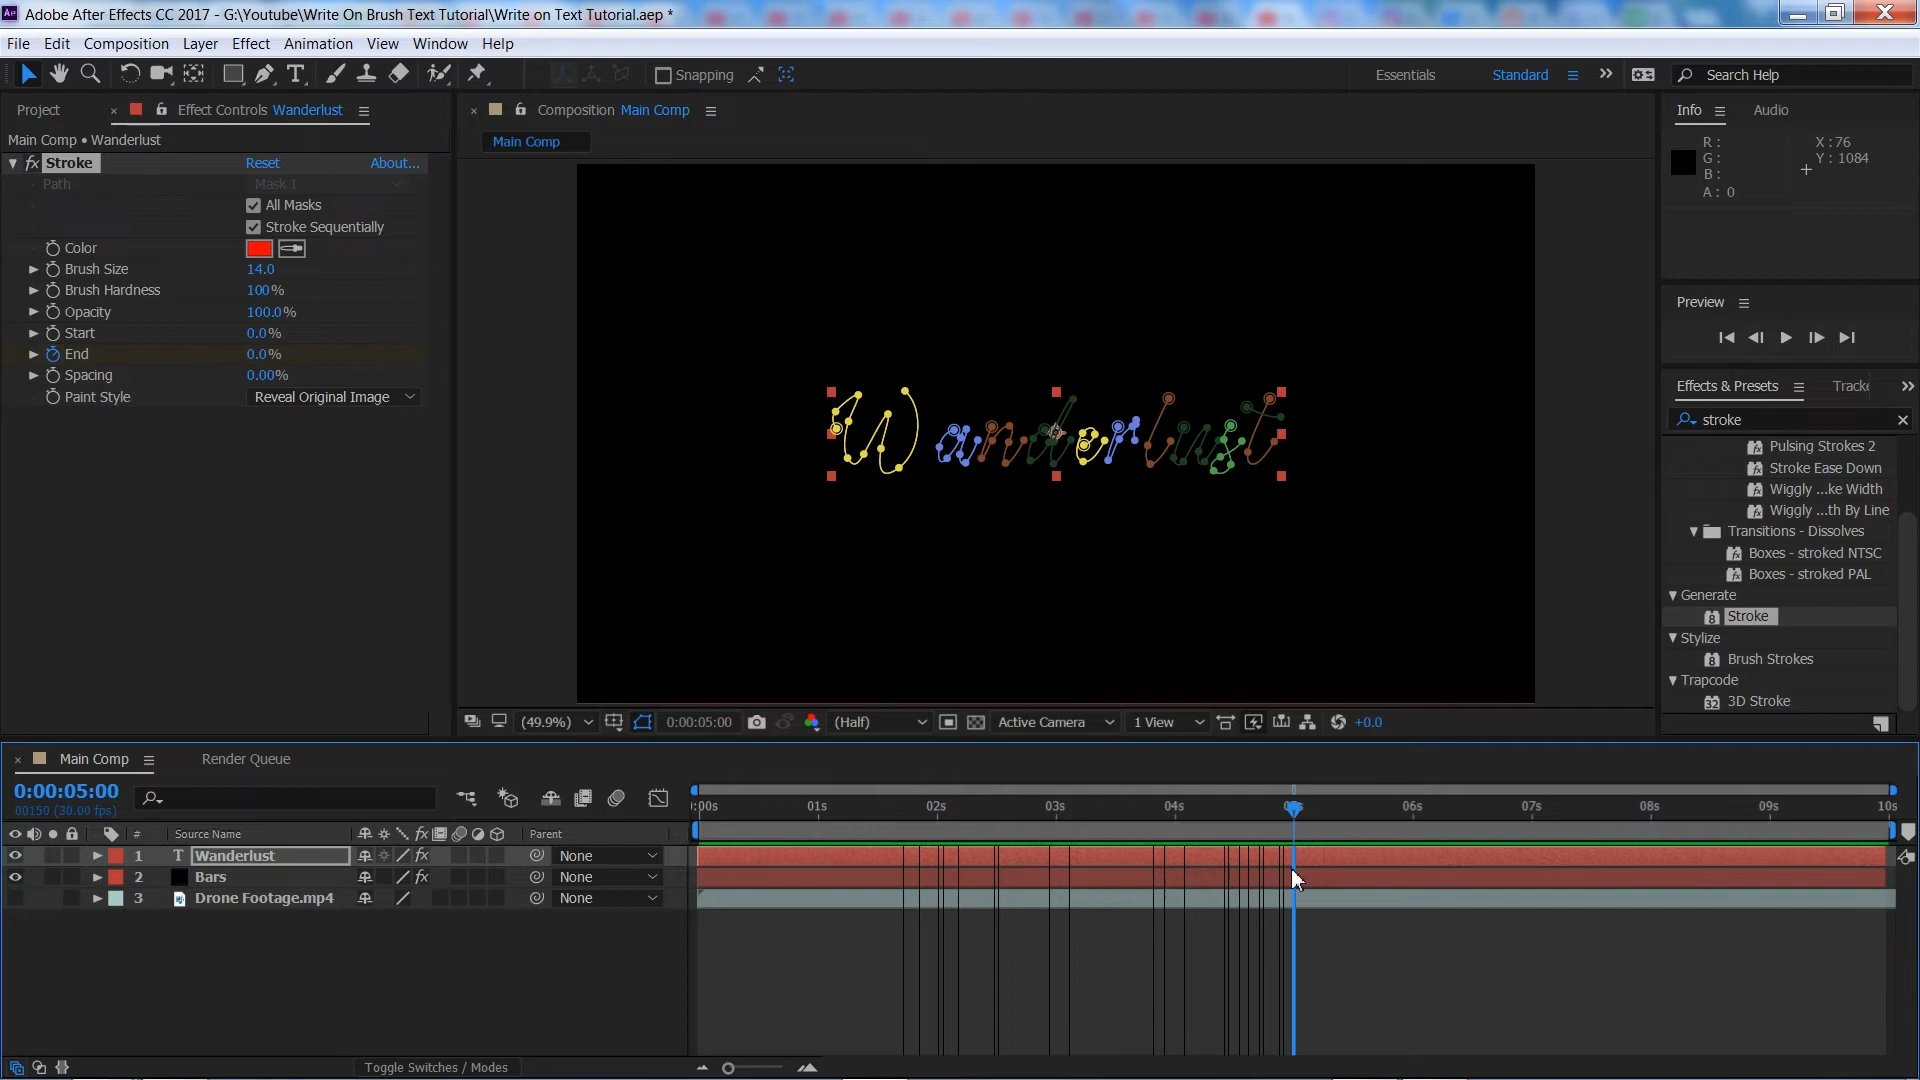 Adobe After Effects CC 2017 - G:\Youtube\Write On Brush Text Tutorial\Write on Text Tutorial.aep *
File Edit Composition Layer Effect Animation View Window Help
Snapping
Essentials Standard Search Help
Project Effect Controls Wanderlust
Main Comp • Wanderlust
fx Stroke Reset About...
Path Mask 1
All Masks
Stroke Sequentially
Color
Brush Size 14.0
Brush Hardness 100%
Opacity 100.0%
Start 0.0%
End 0.0%
Spacing 0.00%
Paint Style Reveal Original Image
Composition Main Comp
Main Comp
Wanderlust
(49.9%) 0:00:05:00 (Half) Active Camera 1 View +0.0
Info Audio
R : X : 76
G : Y : 1084
B :
A : 0
Preview
Effects & Presets Tracke
stroke
Pulsing Strokes 2
Stroke Ease Down
Wiggly ...ke Width
Wiggly ...th By Line
Transitions - Dissolves
Boxes - stroked NTSC
Boxes - stroked PAL
Generate
Stroke
Stylize
Brush Strokes
Trapcode
3D Stroke
Main Comp Render Queue
0:00:05:00
00150 (30.00 fps)
):00s 01s 02s 03s 04s 05s 06s 07s 08s 09s 10s
# Source Name fx Parent
1 T Wanderlust fx None
2 Bars fx None
3 Drone Footage.mp4 None
Toggle Switches / Modes